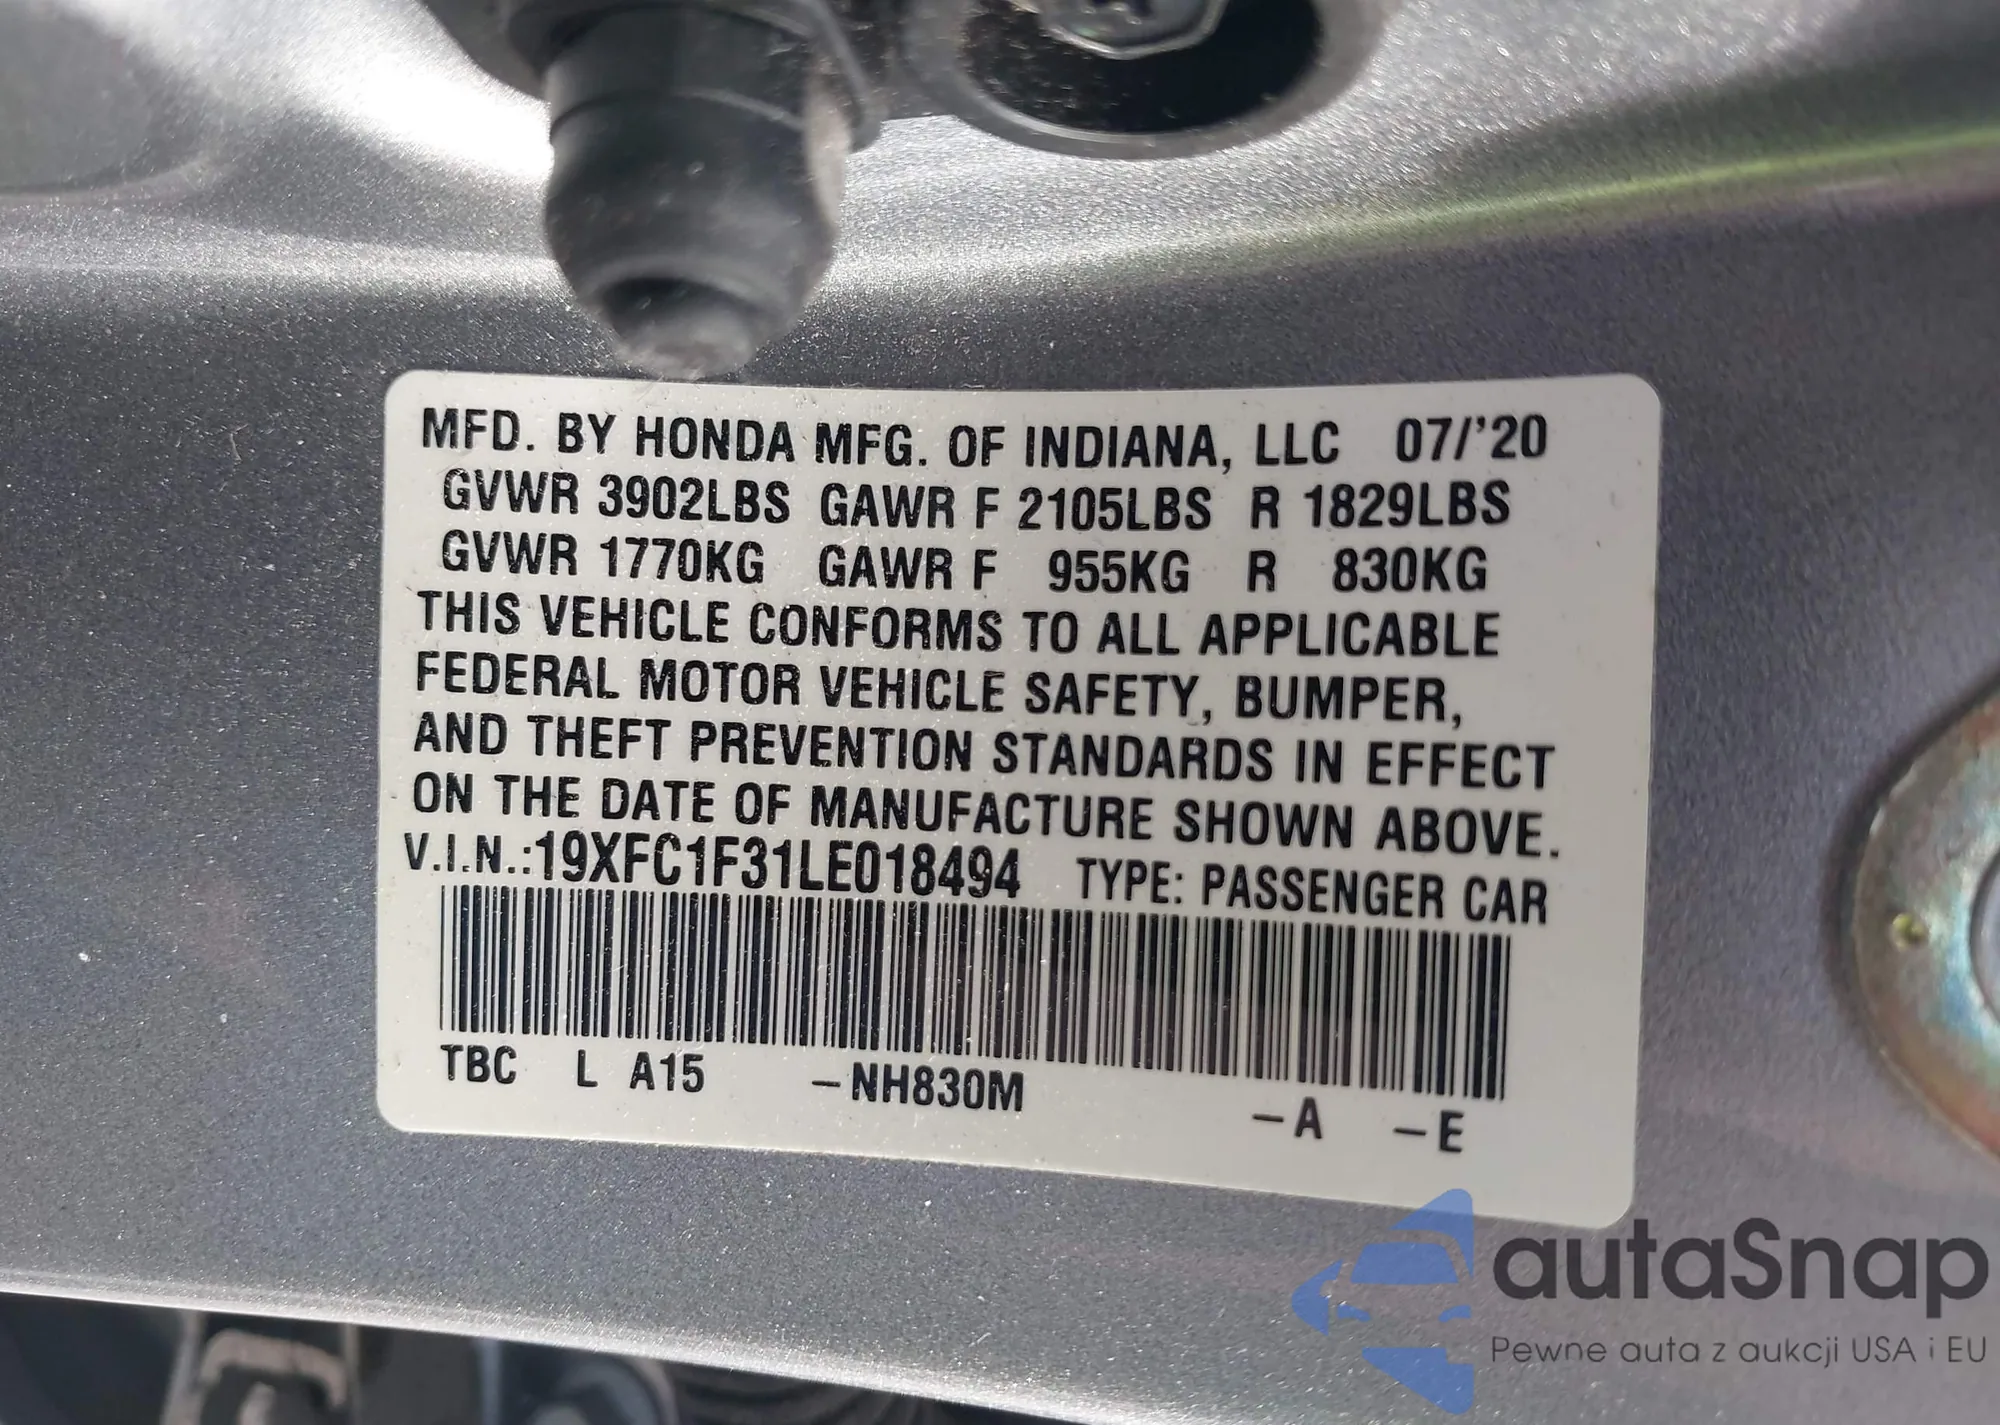 MFD. BY HONDA MFG. OF INDIANA, LLC 07/'20
GVWR 3902LBS GAWR F 2105LBS R 1829LBS
GVWR 1770KG GAWR F 955KG R 830KG
THIS VEHICLE CONFORMS TO ALL APPLICABLE
FEDERAL MOTOR VEHICLE SAFETY, BUMPER,
AND THEFT PREVENTION STANDARDS IN EFFECT
ON THE DATE OF MANUFACTURE SHOWN ABOVE.
V.I.N.:19XFC1F31LE018494 TYPE: PASSENGER CAR
TBC L A15 –NH830M –A –E
autaSnap
Pewne auta z aukcji USA i EU